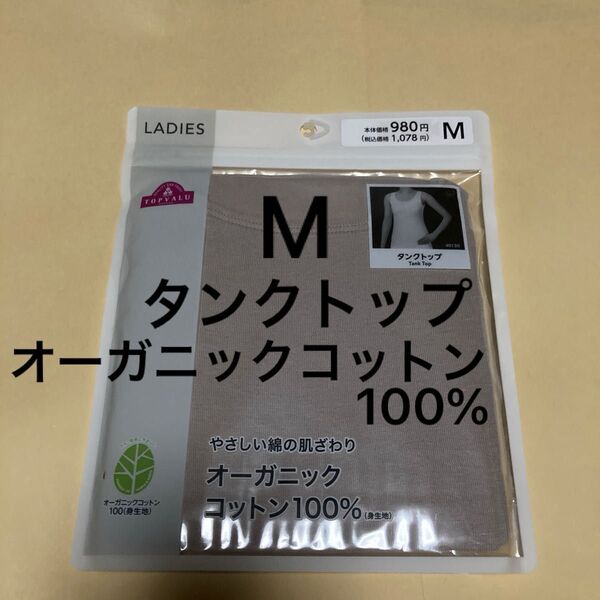 LADIES
本体価格 980円
(税込価格 1,078円)
M
TOPVALU
M
タンクトップ
Tank Top
タンクトップ
オーガニックコットン
100%
やさしい綿の肌ざわり
オーガニック
コットン100%(身生地)
オーガニックコットン
100(身生地)